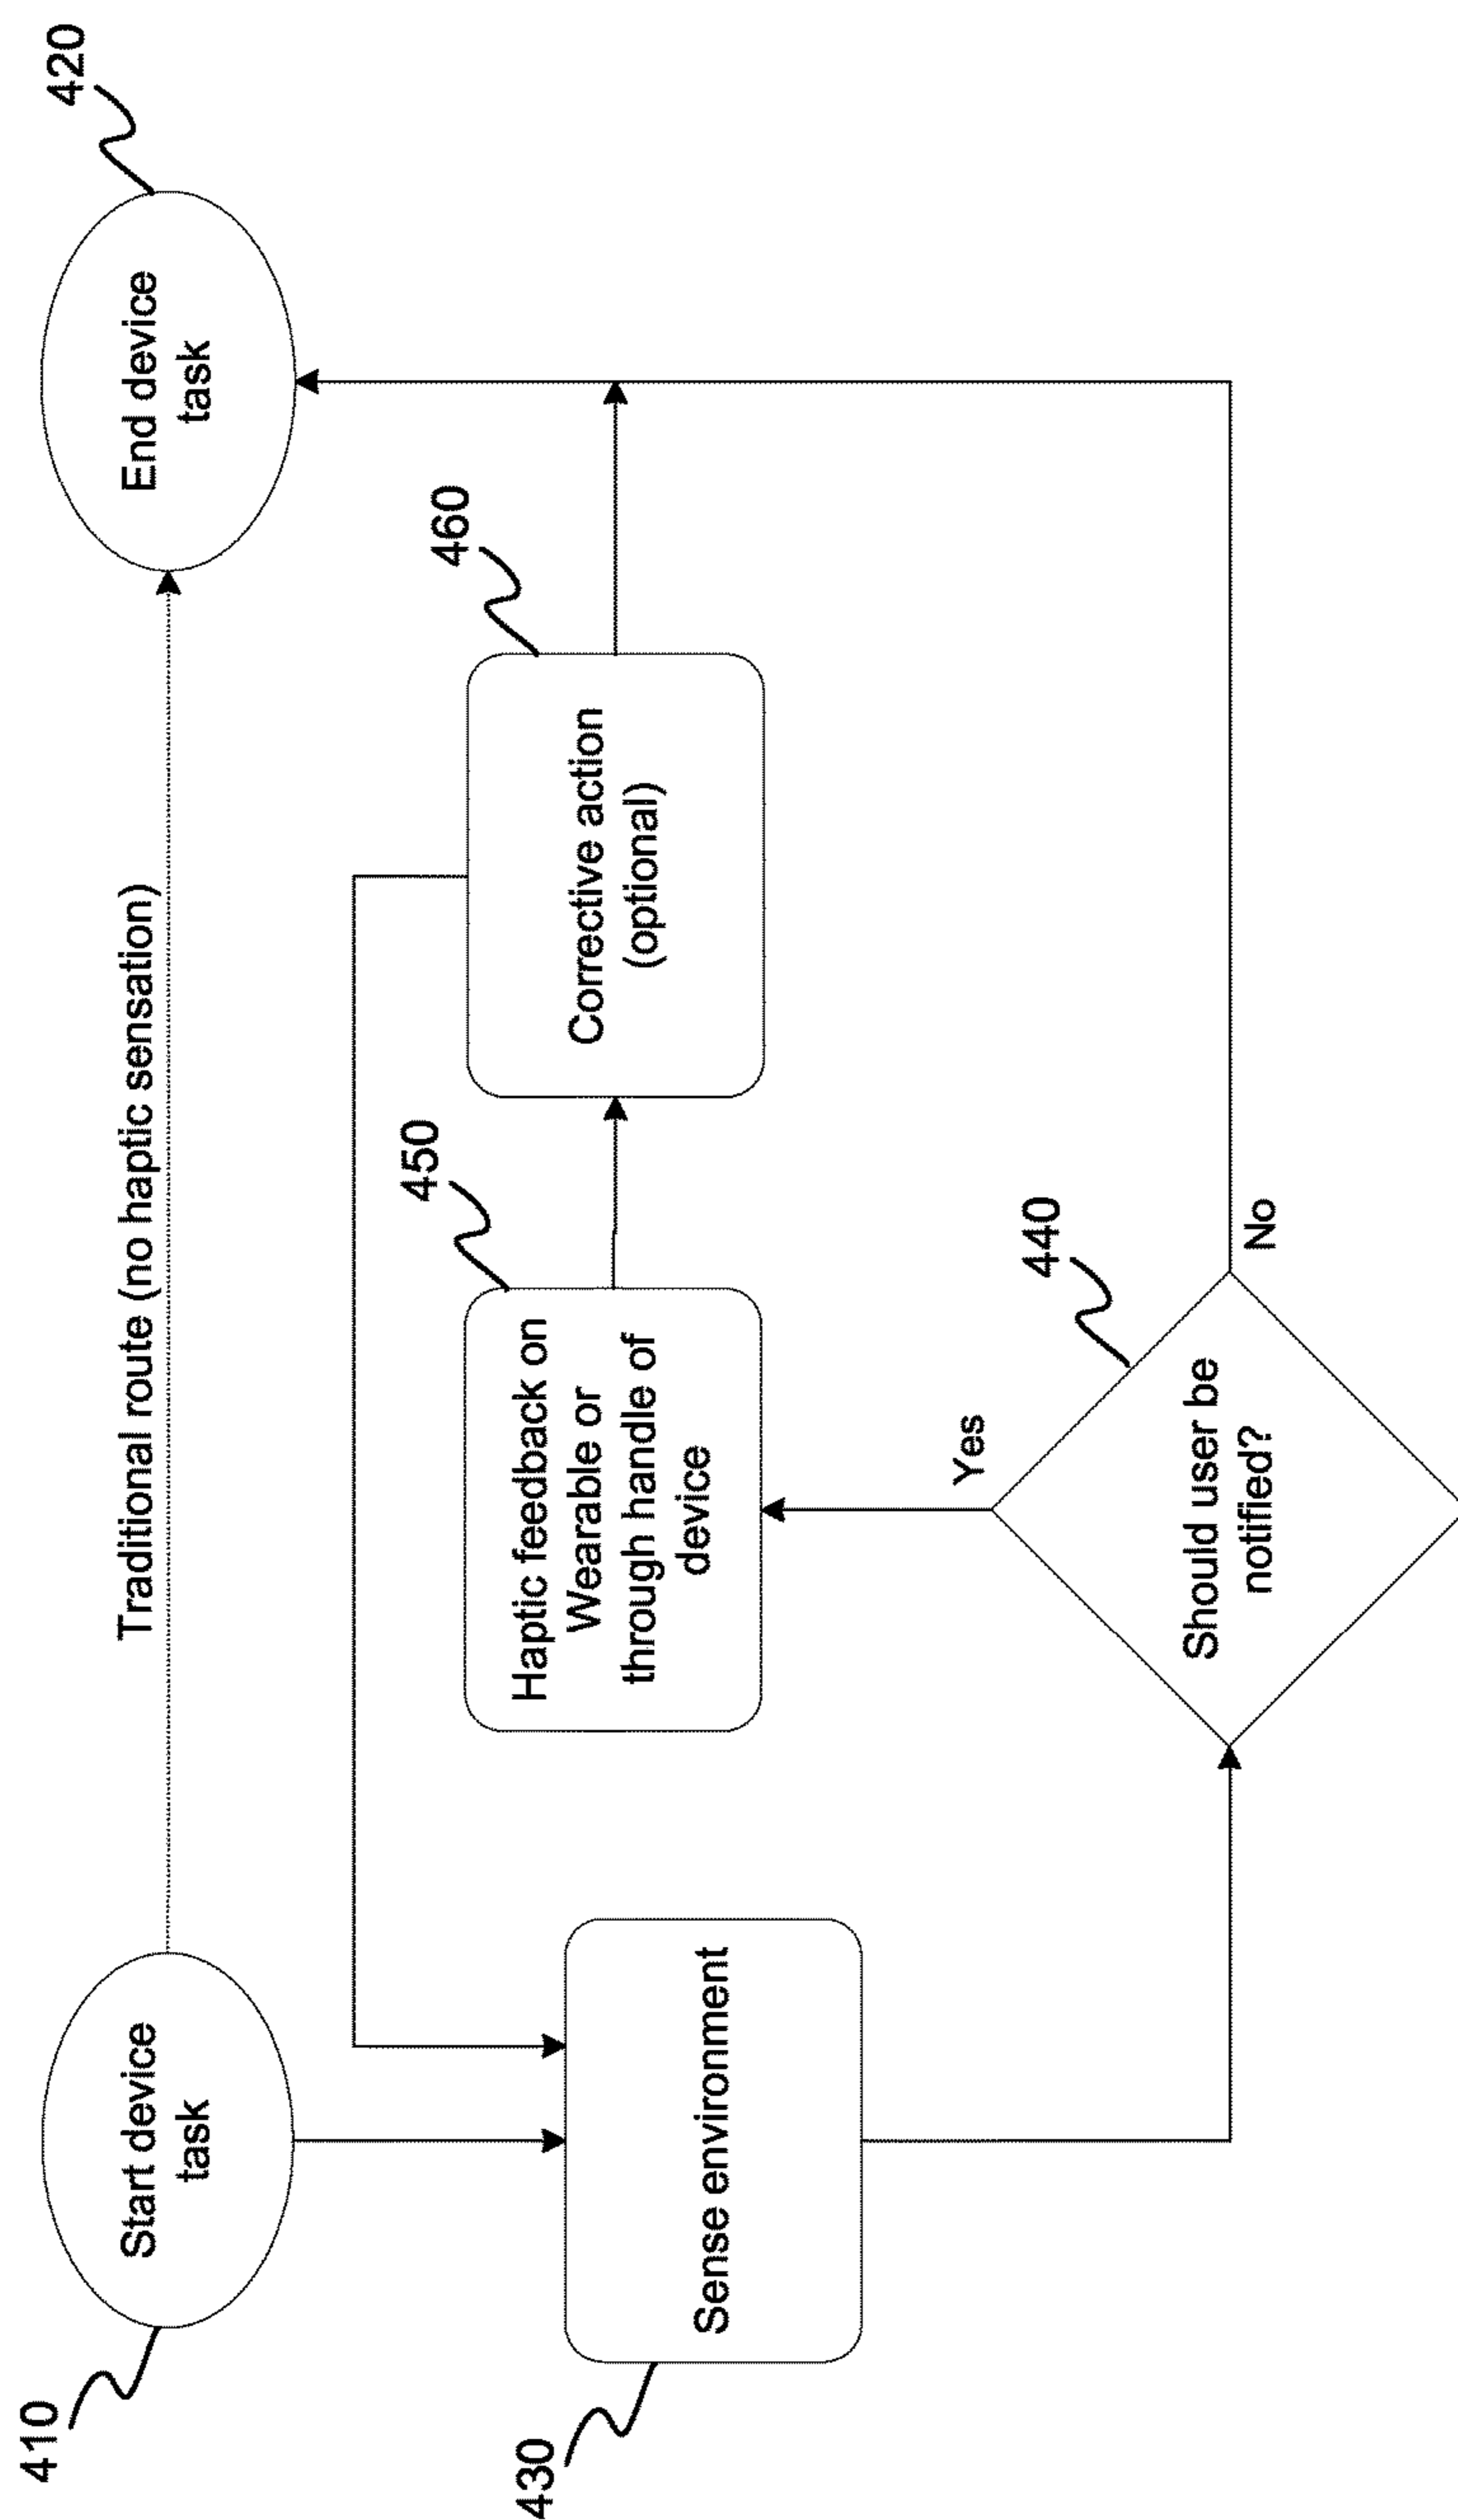 410
Start device
task
Traditional route (no haptic sensation)
420
End device
task
430
Sense environment
450
Haptic feedback on
Wearable or
through handle of
device
460
Corrective action
(optional)
Yes
440
Should user be
notified?
No